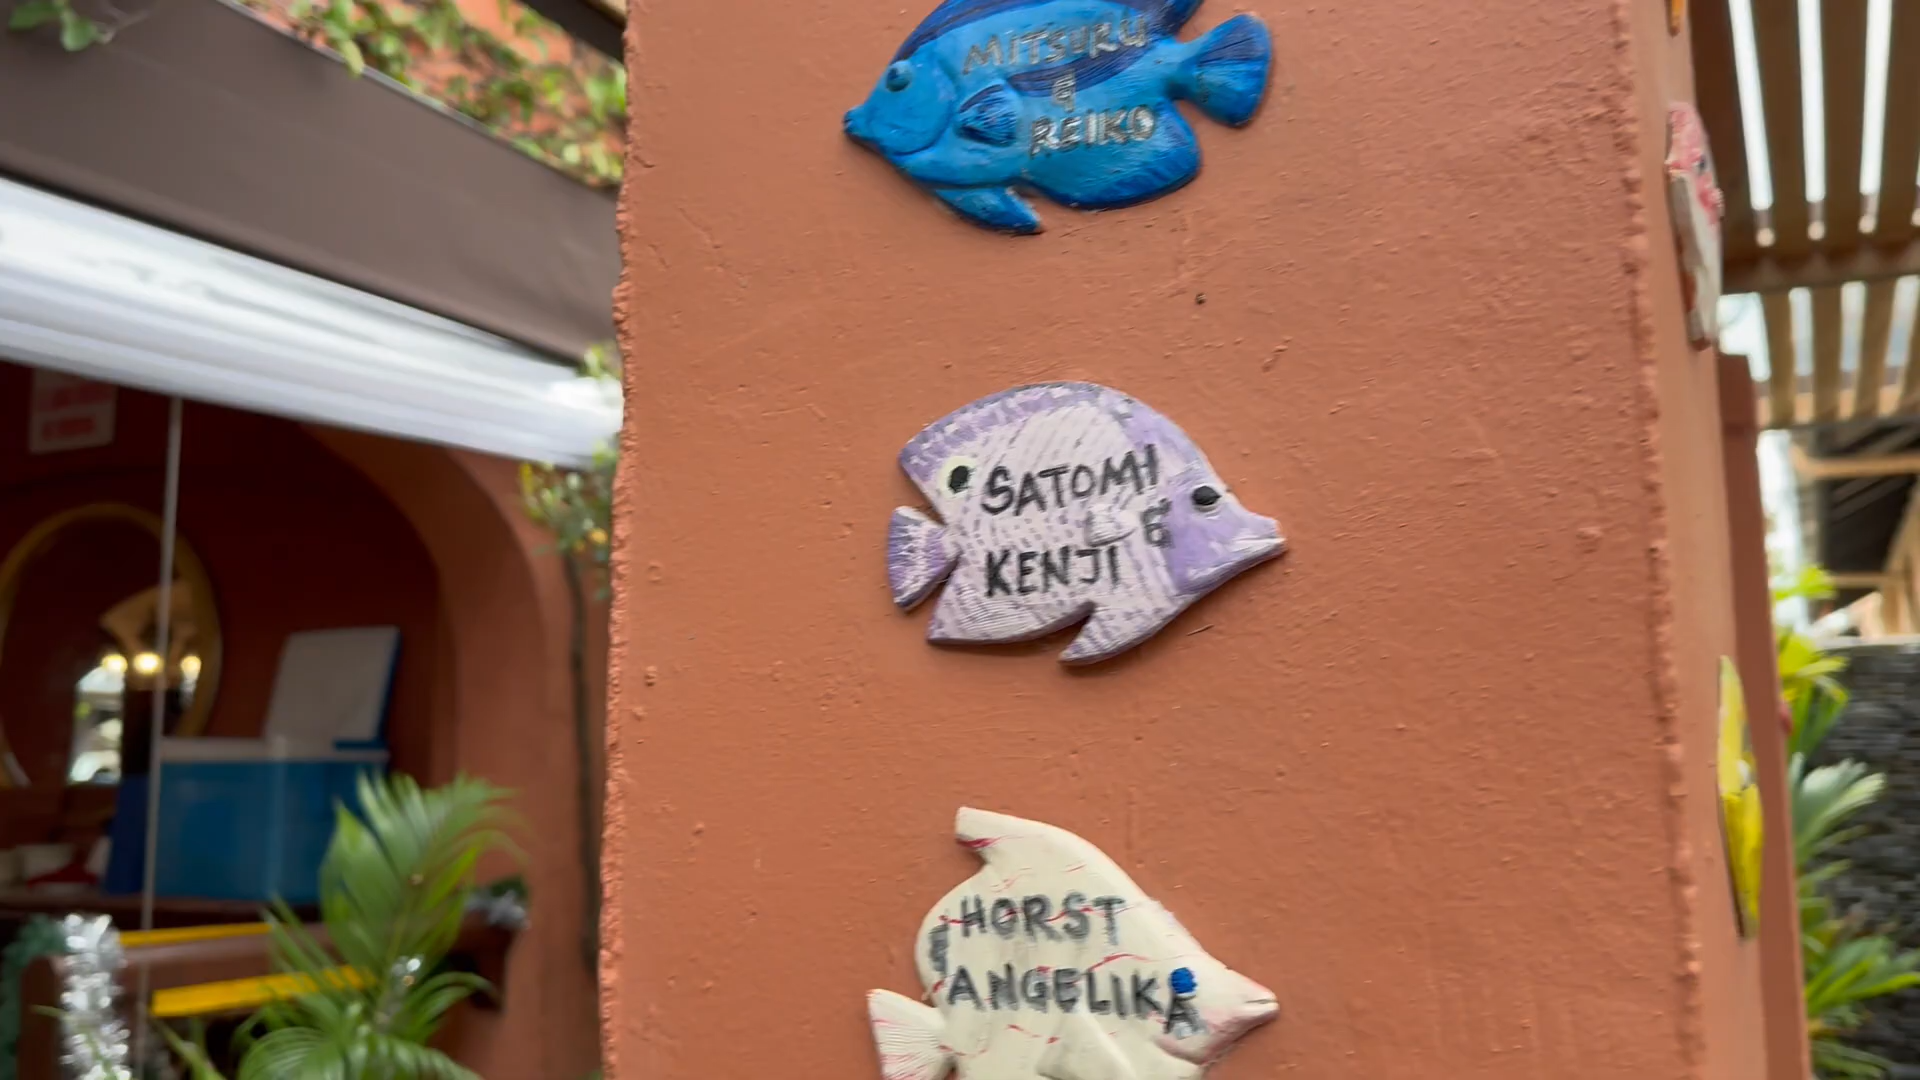 MITSURU
&
REIKO
SATOMI
&
KENJI
HORST
&
ANGELIKA